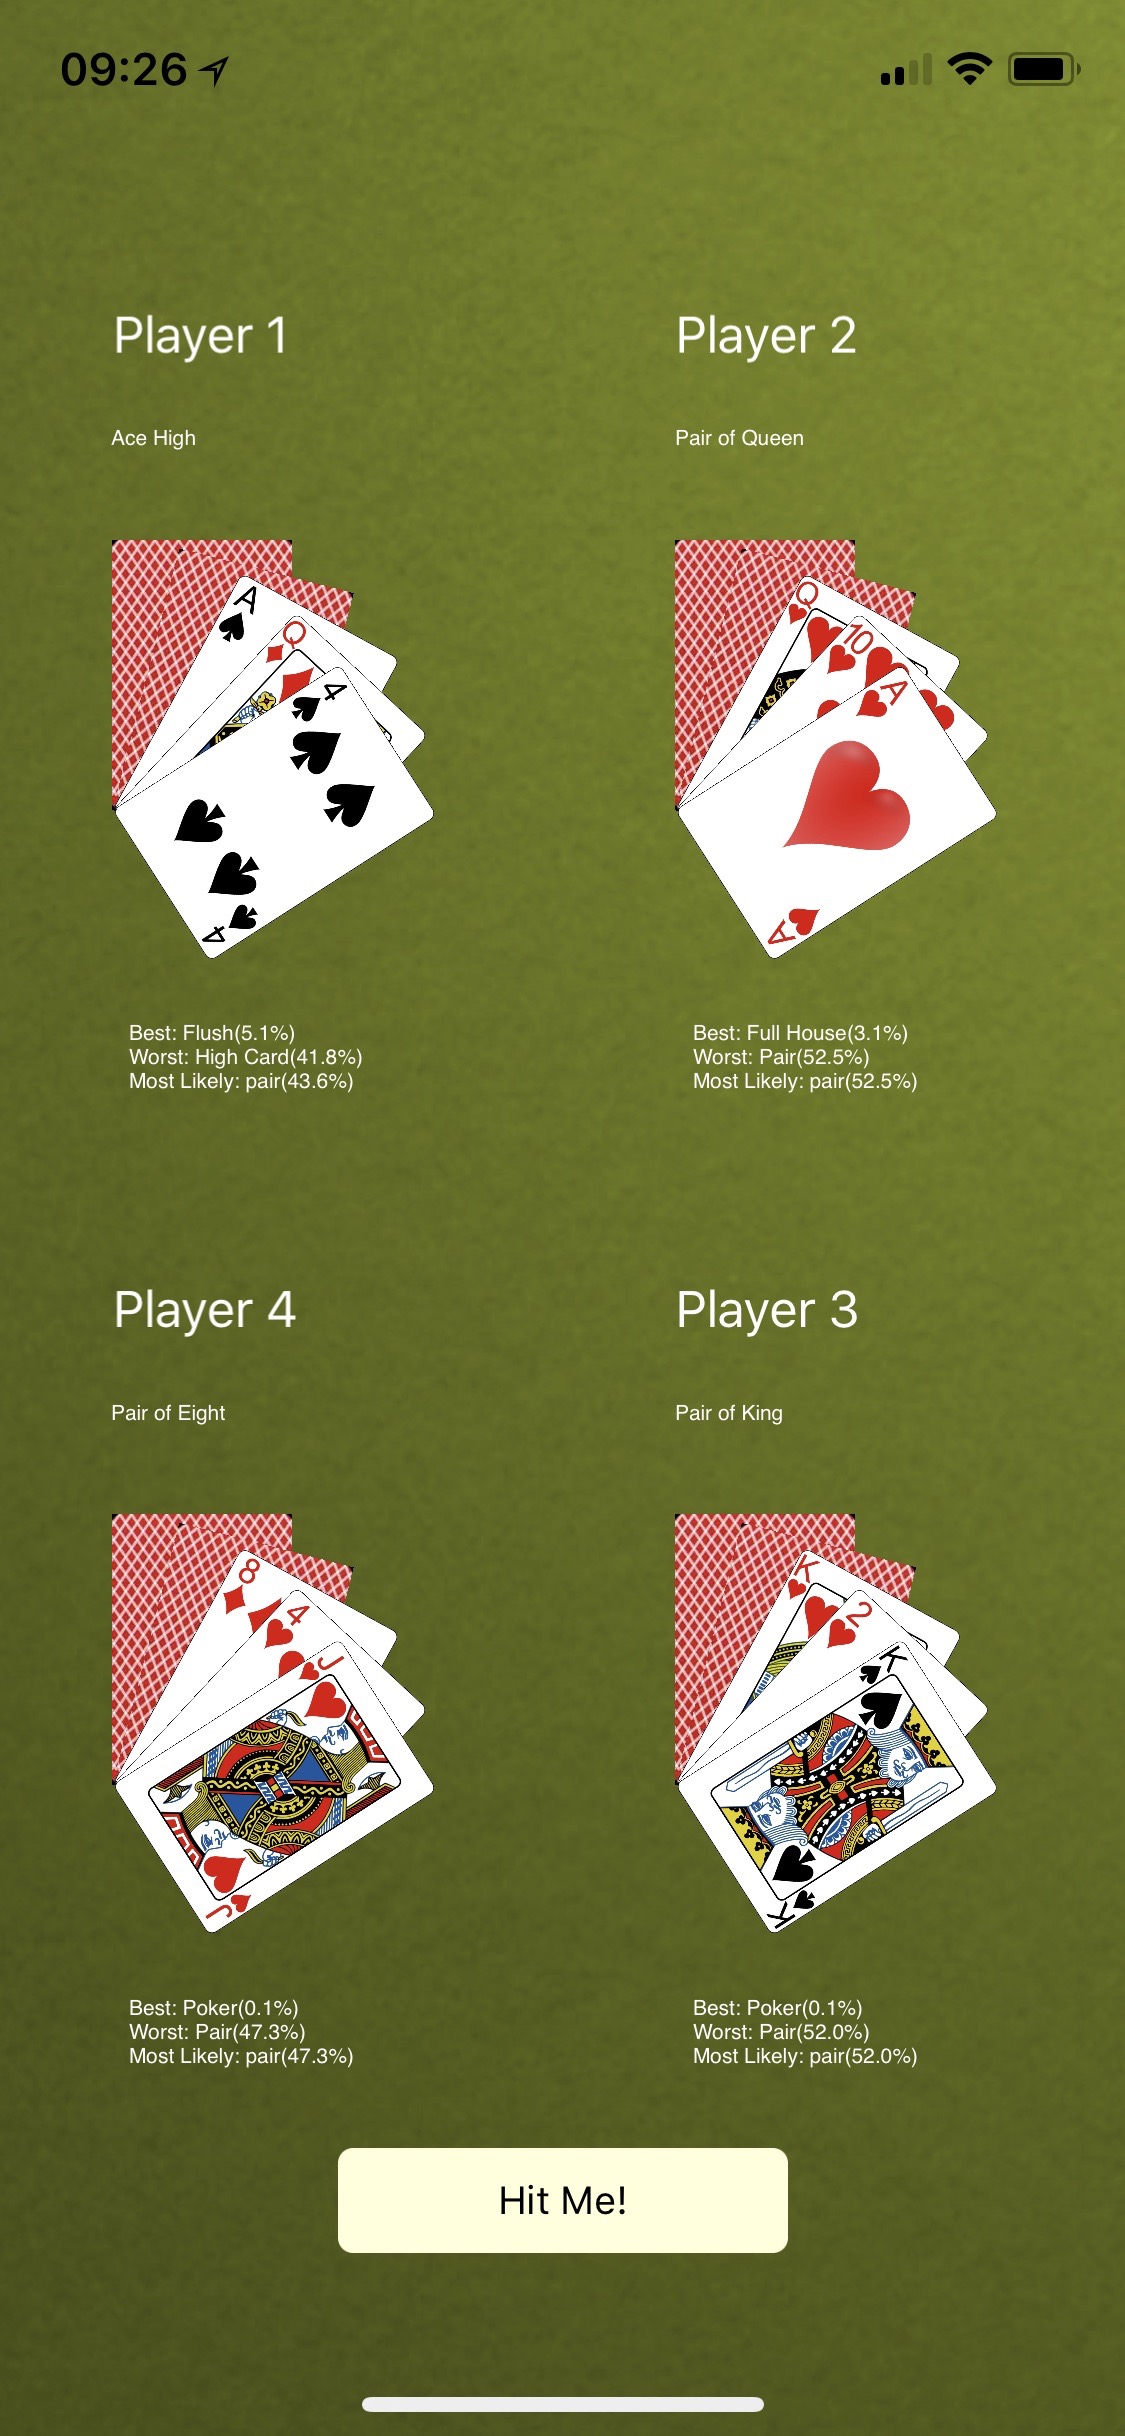 09:26
Player 1
Ace High
A
Q
4
4
Best: Flush(5.1%)
Worst: High Card(41.8%)
Most Likely: pair(43.6%)
Player 2
Pair of Queen
Q
10
A
A
Best: Full House(3.1%)
Worst: Pair(52.5%)
Most Likely: pair(52.5%)
Player 4
Pair of Eight
8
4
J
J
Best: Poker(0.1%)
Worst: Pair(47.3%)
Most Likely: pair(47.3%)
Player 3
Pair of King
K
2
K
K
Best: Poker(0.1%)
Worst: Pair(52.0%)
Most Likely: pair(52.0%)
Hit Me!